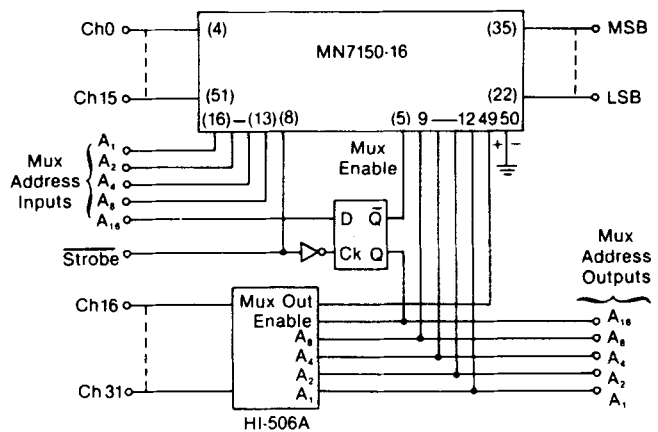 Ch0
(4)
(35)
MSB
MN7150-16
Ch15
(51)
(22)
LSB
(16)–(13)
(8)
(5)
9 — 12
49
50
+
–
Mux
Enable
Mux
Address
Inputs
A₁
A₂
A₄
A₈
A₁₆
D
Q̅
Ck
Q
S̅t̅r̅o̅b̅e̅
Mux
Address
Outputs
Ch16
Ch31
Mux Out
Enable
A₈
A₄
A₂
A₁
A₁₆
A₈
A₄
A₂
A₁
HI-506A